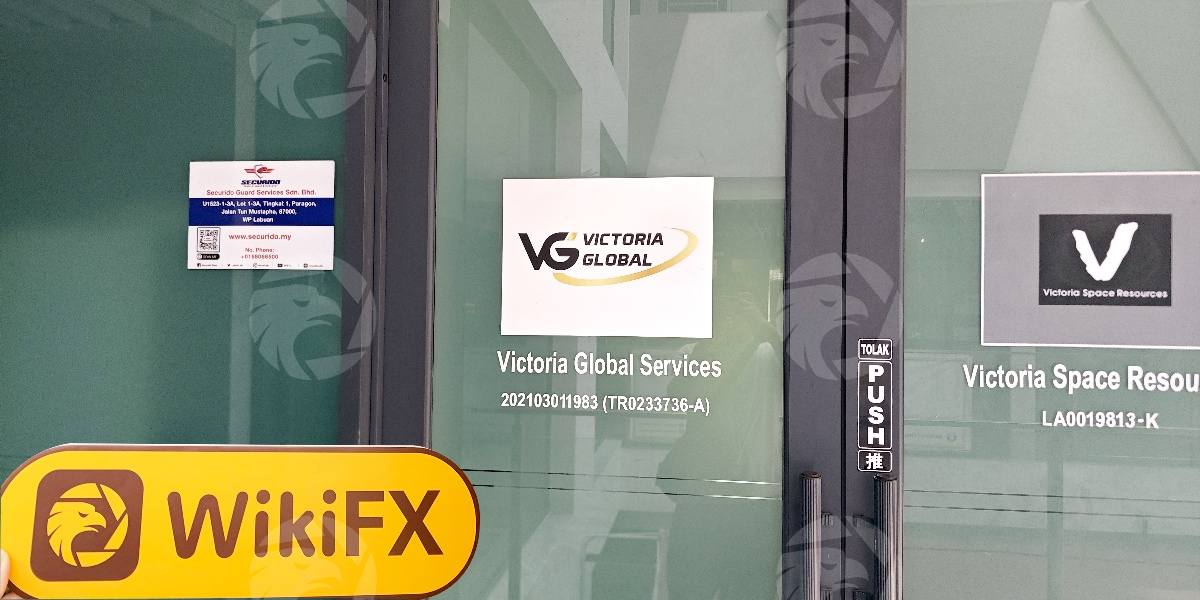 SECURIDO
Securido Guard Services Sdn. Bhd.
U1523-1-3A, Lot 1-3A, Tingkat 1, Paragon,
Jalan Tun Mustapha, 87000,
WP Labuan
www.securido.my
No. Phone:
VG VICTORIA
GLOBAL
Victoria Global Services
202103011983 (TR0233736-A)
TOLAK
PUSH
推
V
Victoria Space Resources
Victoria Space Resou
LA0019813-K
WikiFX